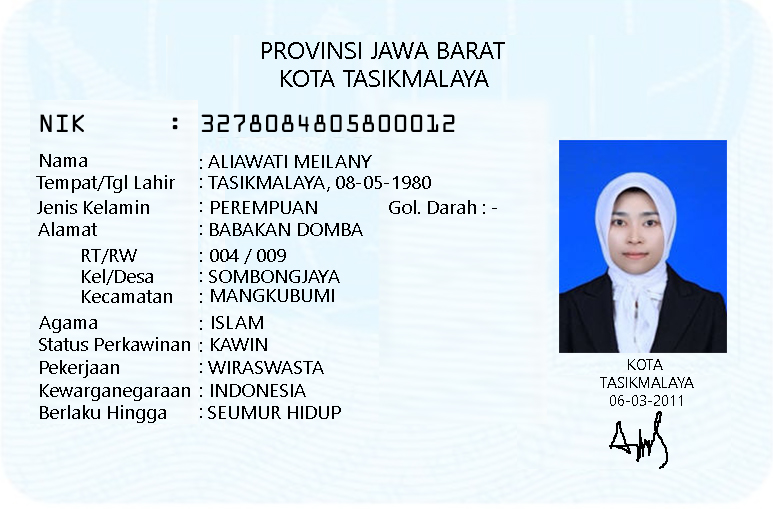 PROVINSI JAWA BARAT
KOTA TASIKMALAYA
NIK : 3278084805800012
Nama : ALIAWATI MEILANY
Tempat/Tgl Lahir : TASIKMALAYA, 08-05-1980
Jenis Kelamin : PEREMPUAN Gol. Darah : -
Alamat : BABAKAN DOMBA
RT/RW : 004 / 009
Kel/Desa : SOMBONGJAYA
Kecamatan : MANGKUBUMI
Agama : ISLAM
Status Perkawinan : KAWIN
Pekerjaan : WIRASWASTA
Kewarganegaraan : INDONESIA
Berlaku Hingga : SEUMUR HIDUP
KOTA
TASIKMALAYA
06-03-2011